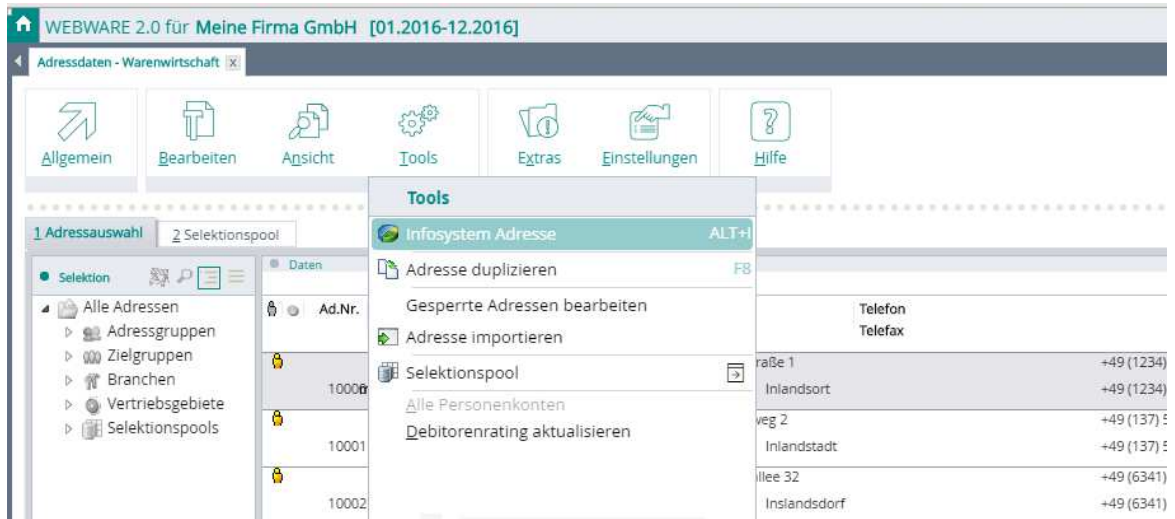 WEBWARE 2.0 für Meine Firma GmbH [01.2016-12.2016]
Adressdaten - Warenwirtschaft x
Allgemein Bearbeiten Ansicht Tools Extras Einstellungen Hilfe
Tools
Infosystem Adresse ALT+I
Adresse duplizieren F8
Gesperrte Adressen bearbeiten
Adresse importieren
Selektionspool
Alle Personenkonten
Debitorenrating aktualisieren
1 Adressauswahl 2 Selektionspool
Selektion
Alle Adressen
Adressgruppen
Zielgruppen
Branchen
Vertriebsgebiete
Selektionspools
Daten
Ad.Nr. Telefon
Telefax
raße 1 +49 (1234)
10000 Inlandsort +49 (1234)
weg 2 +49 (137) 5
10001 Inlandstadt +49 (137) 5
llee 32 +49 (6341)
10002 Inslandsdorf +49 (6341)